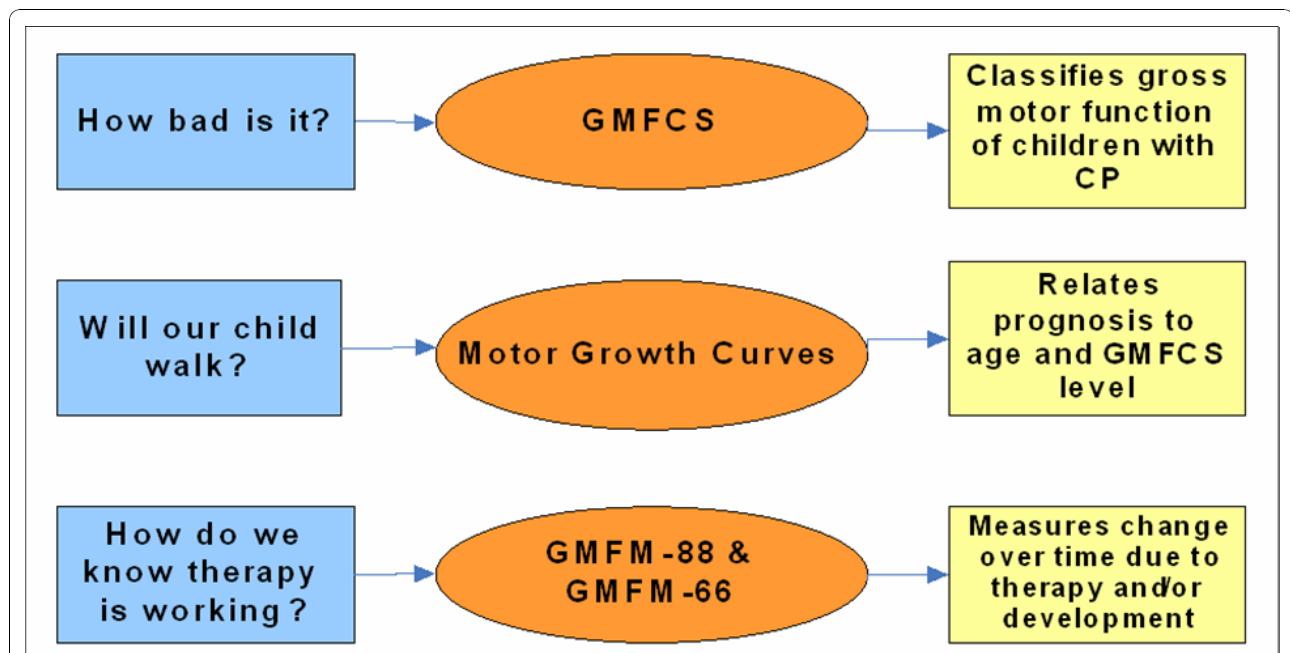 How bad is it?
GMFCS
Classifies gross
motor function
of children with
CP
Will our child
walk?
Motor Growth Curves
Relates
prognosis to
age and GMFCS
level
How do we
know therapy
is working?
GMFM-88 &
GMFM-66
Measures change
over time due to
therapy and/or
development